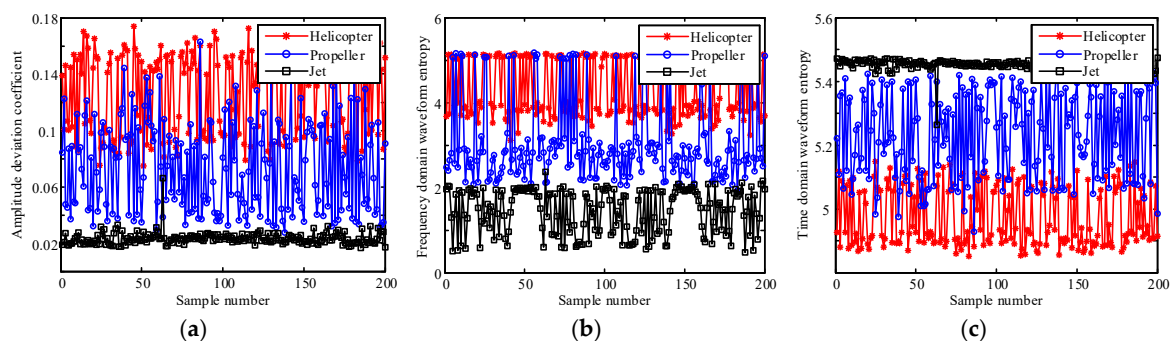 Amplitude deviation coefficient
0.18
0.14
0.1
0.06
0.02
Helicopter
Propeller
Jet
0
50
100
150
200
Sample number
(a)
Frequency domain waveform entropy
6
4
2
0
Helicopter
Propeller
Jet
0
50
100
150
200
Sample number
(b)
Time domain waveform entropy
5.6
5.4
5.2
5
Helicopter
Propeller
Jet
0
50
100
150
200
Sample number
(c)